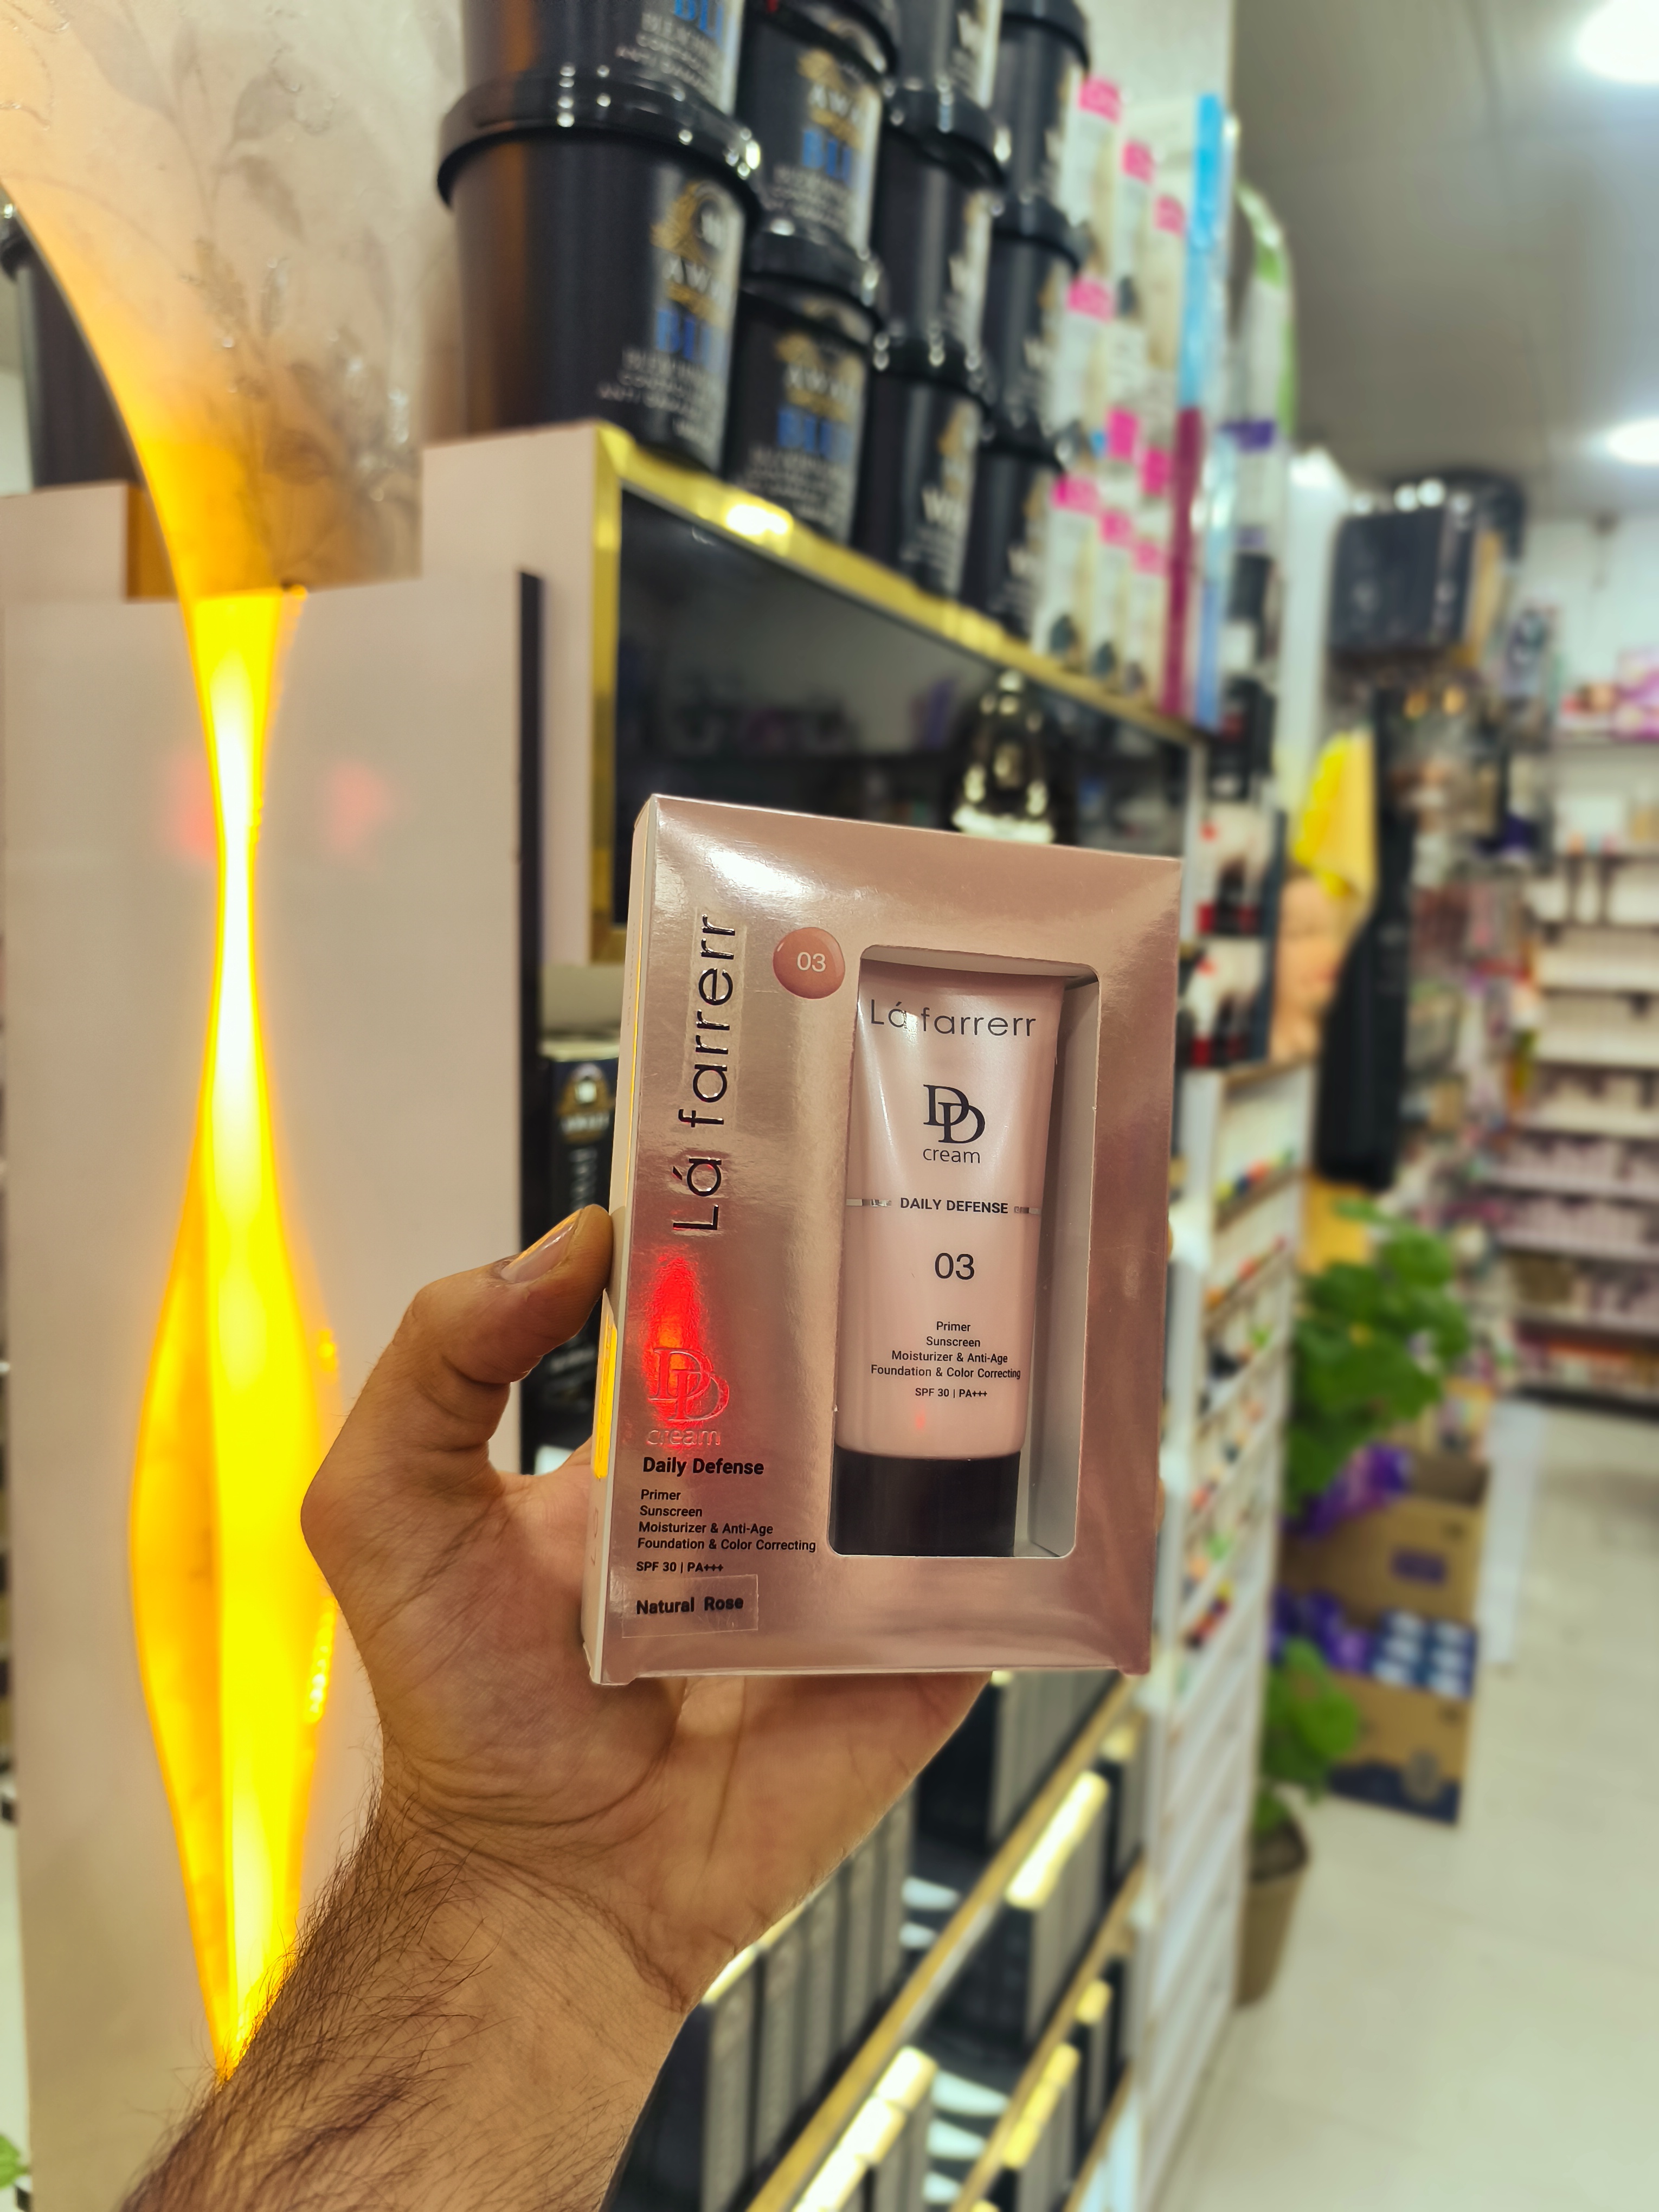 Lá farrerr
03
DD
cream
Daily Defense
Primer
Sunscreen
Moisturizer & Anti-Age
Foundation & Color Correcting
SPF 30 | PA+++
Natural Rose
Lá farrerr
DD
cream
DAILY DEFENSE
03
Primer
Sunscreen
Moisturizer & Anti-Age
Foundation & Color Correcting
SPF 30 | PA+++